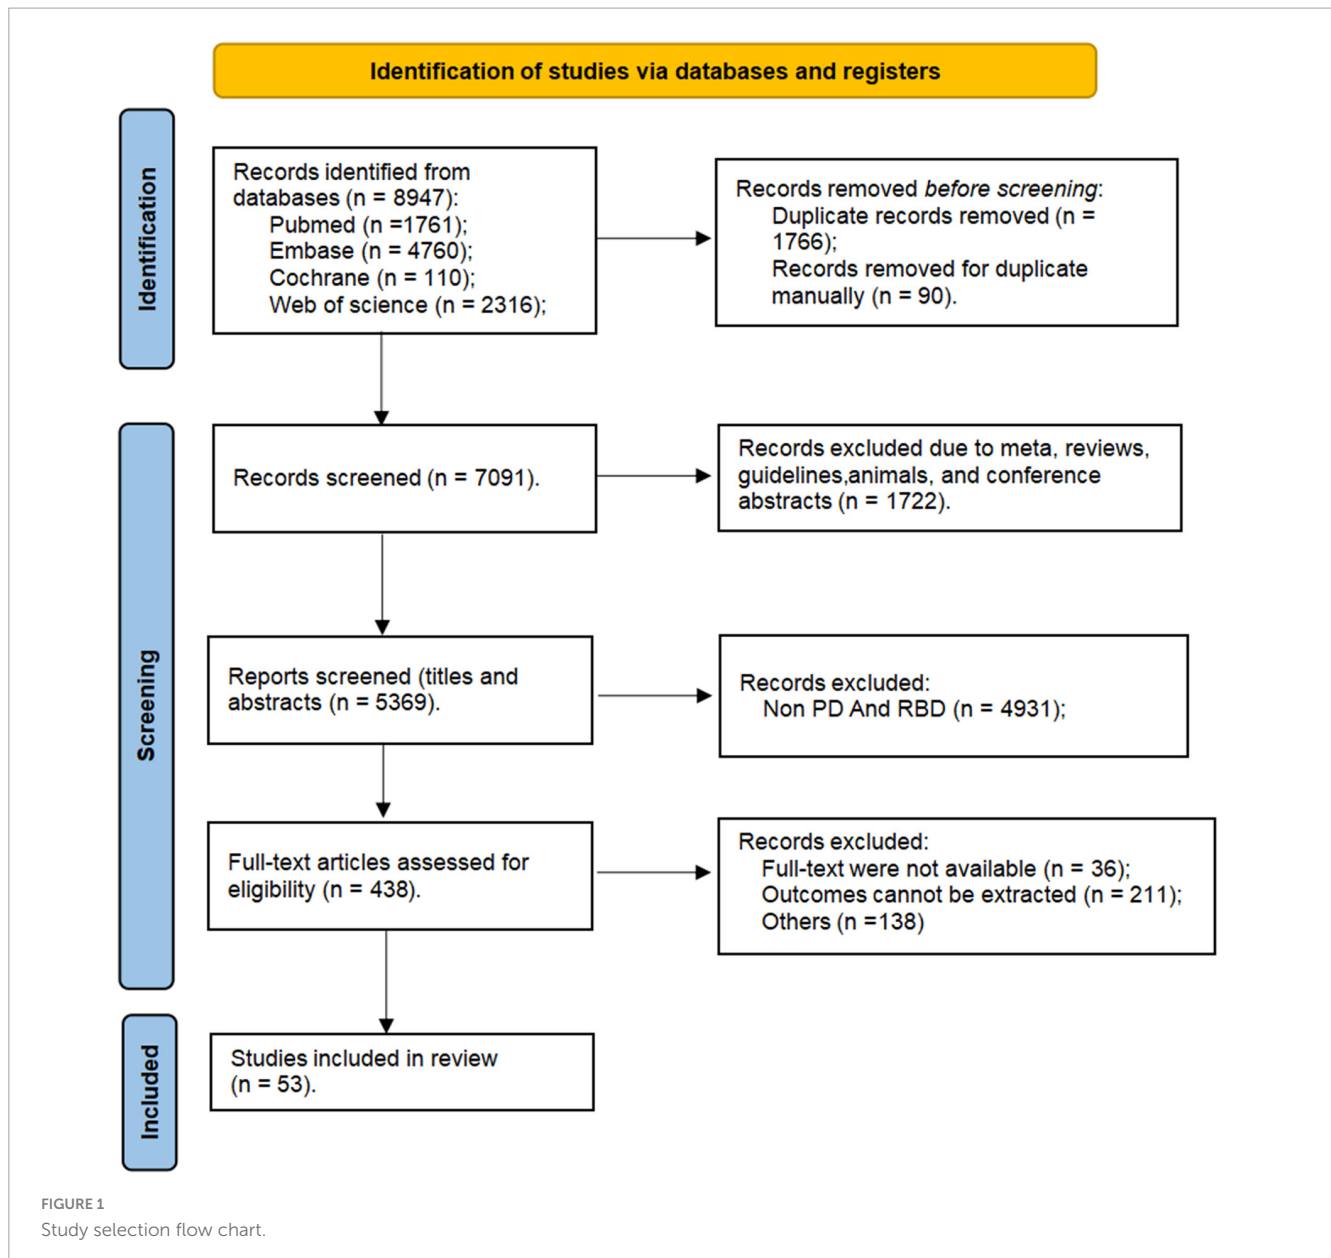 Identification of studies via databases and registers
Identification
Records identified from
databases (n = 8947):
Pubmed (n =1761);
Embase (n = 4760);
Cochrane (n = 110);
Web of science (n = 2316);
Records removed before screening:
Duplicate records removed (n =
1766);
Records removed for duplicate
manually (n = 90).
Screening
Records screened (n = 7091).
Records excluded due to meta, reviews,
guidelines,animals, and conference
abstracts (n = 1722).
Reports screened (titles and
abstracts (n = 5369).
Records excluded:
Non PD And RBD (n = 4931);
Full-text articles assessed for
eligibility (n = 438).
Records excluded:
Full-text were not available (n = 36);
Outcomes cannot be extracted (n = 211);
Others (n =138)
Included
Studies included in review
(n = 53).
FIGURE 1
Study selection flow chart.